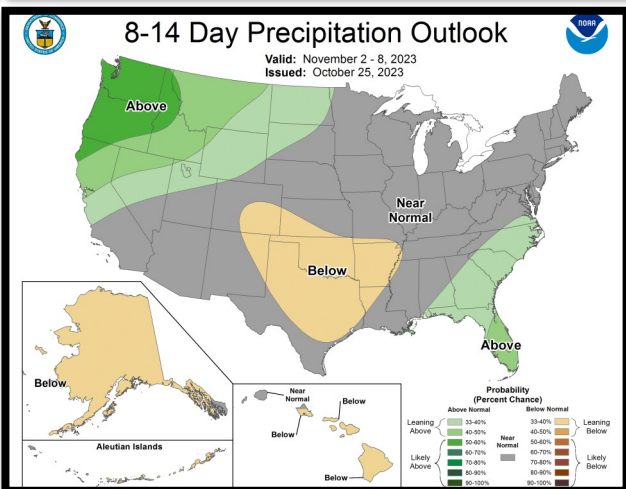 8-14 Day Precipitation Outlook
NOAA
Valid: November 2 - 8, 2023
Issued: October 25, 2023
Above
Near
Normal
Below
Above
Below
Aleutian Islands
Near
Normal
Below
Below
Below
Probability
(Percent Chance)
Above Normal
Below Normal
Leaning
Above
33-40%
40-50%
50-60%
60-70%
70-80%
80-90%
90-100%
Likely
Above
Near
Normal
33-40%
40-50%
50-60%
60-70%
70-80%
80-90%
90-100%
Leaning
Below
Likely
Below